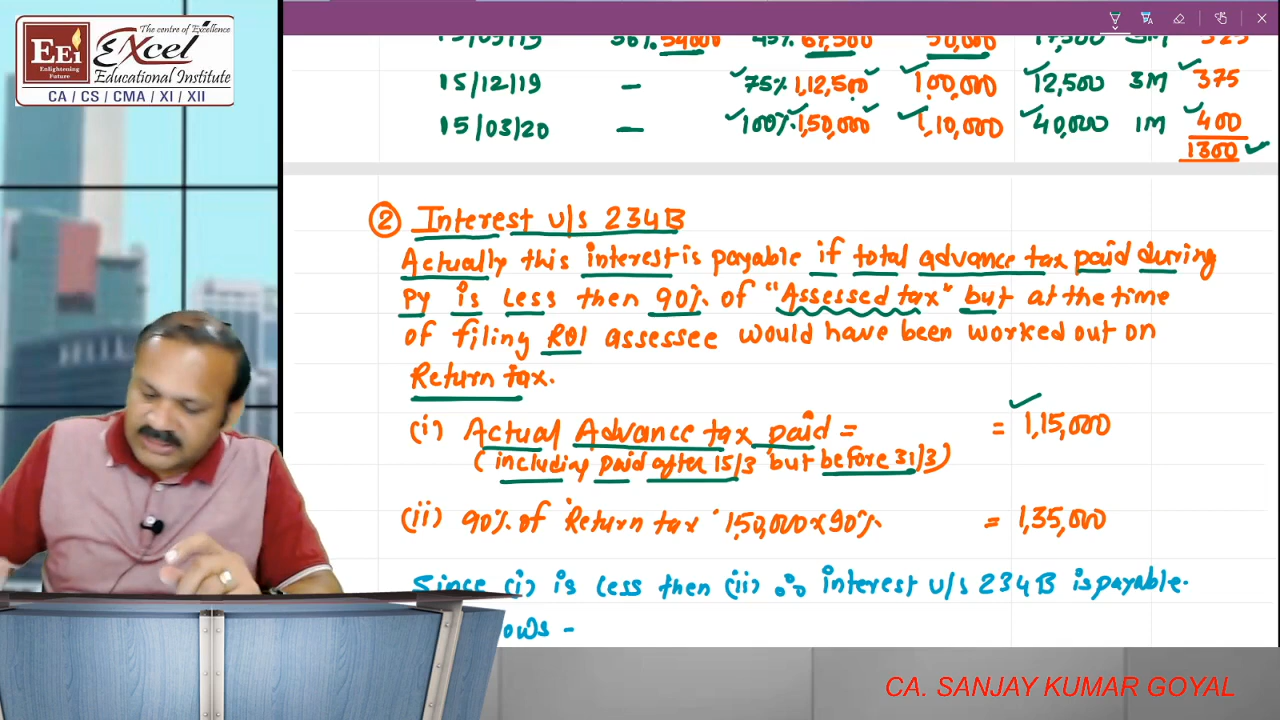 The centre of Excellence
EEi EXcel
Enlightening Future
Educational Institute
CA / CS / CMA / XI / XII
50,000
15/12/19 — 75% 1,12,500 1,00,000 12,500 3M 375
15/03/20 — 100% 1,50,000 1,10,000 40,000 1M 400
1300
② Interest u/s 234B
Actually this interest is payable if total advance tax paid during
PY is Less then 90% of "Assessed tax" but at the time
of filing ROI assessee would have been worked out on
Return tax.
(i) Actual Advance tax paid = = 1,15,000
(including paid after 15/3 but before 31/3)
(ii) 90% of Return tax 1,50,000 x 90% = 1,35,000
Since (i) is Less then (ii) ∴ interest u/s 234B is payable.
ows -
CA. SANJAY KUMAR GOYAL